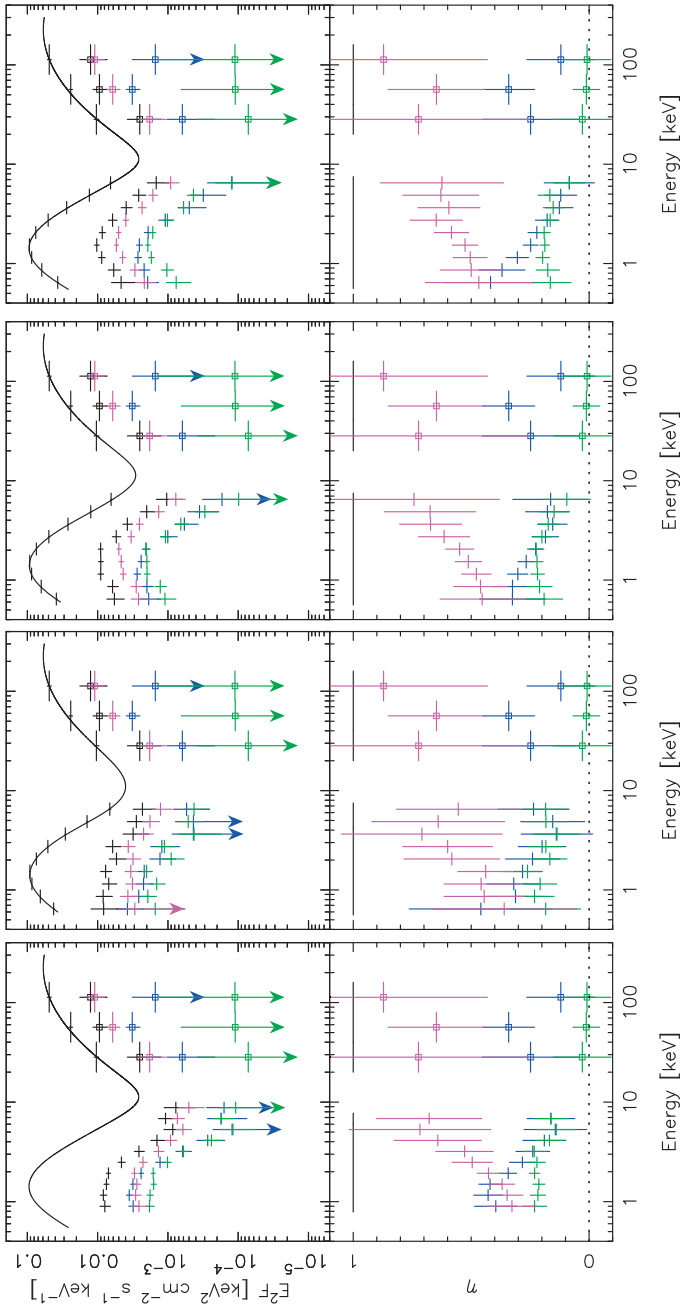 E²F [keV² cm⁻² s⁻¹ keV⁻¹]
0.1
0.01
10⁻³
10⁻⁴
10⁻⁵
η
1
0
1 10 100
1 10 100
1 10 100
1 10 100
Energy [keV]
Energy [keV]
Energy [keV]
Energy [keV]